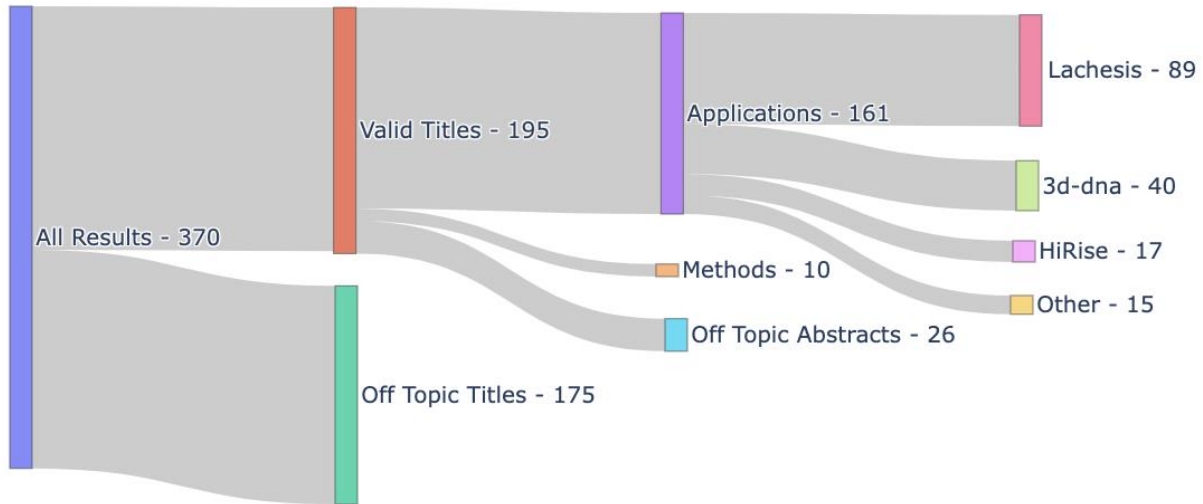 All Results - 370
Valid Titles - 195
Off Topic Titles - 175
Applications - 161
Methods - 10
Off Topic Abstracts - 26
Lachesis - 89
3d-dna - 40
HiRise - 17
Other - 15